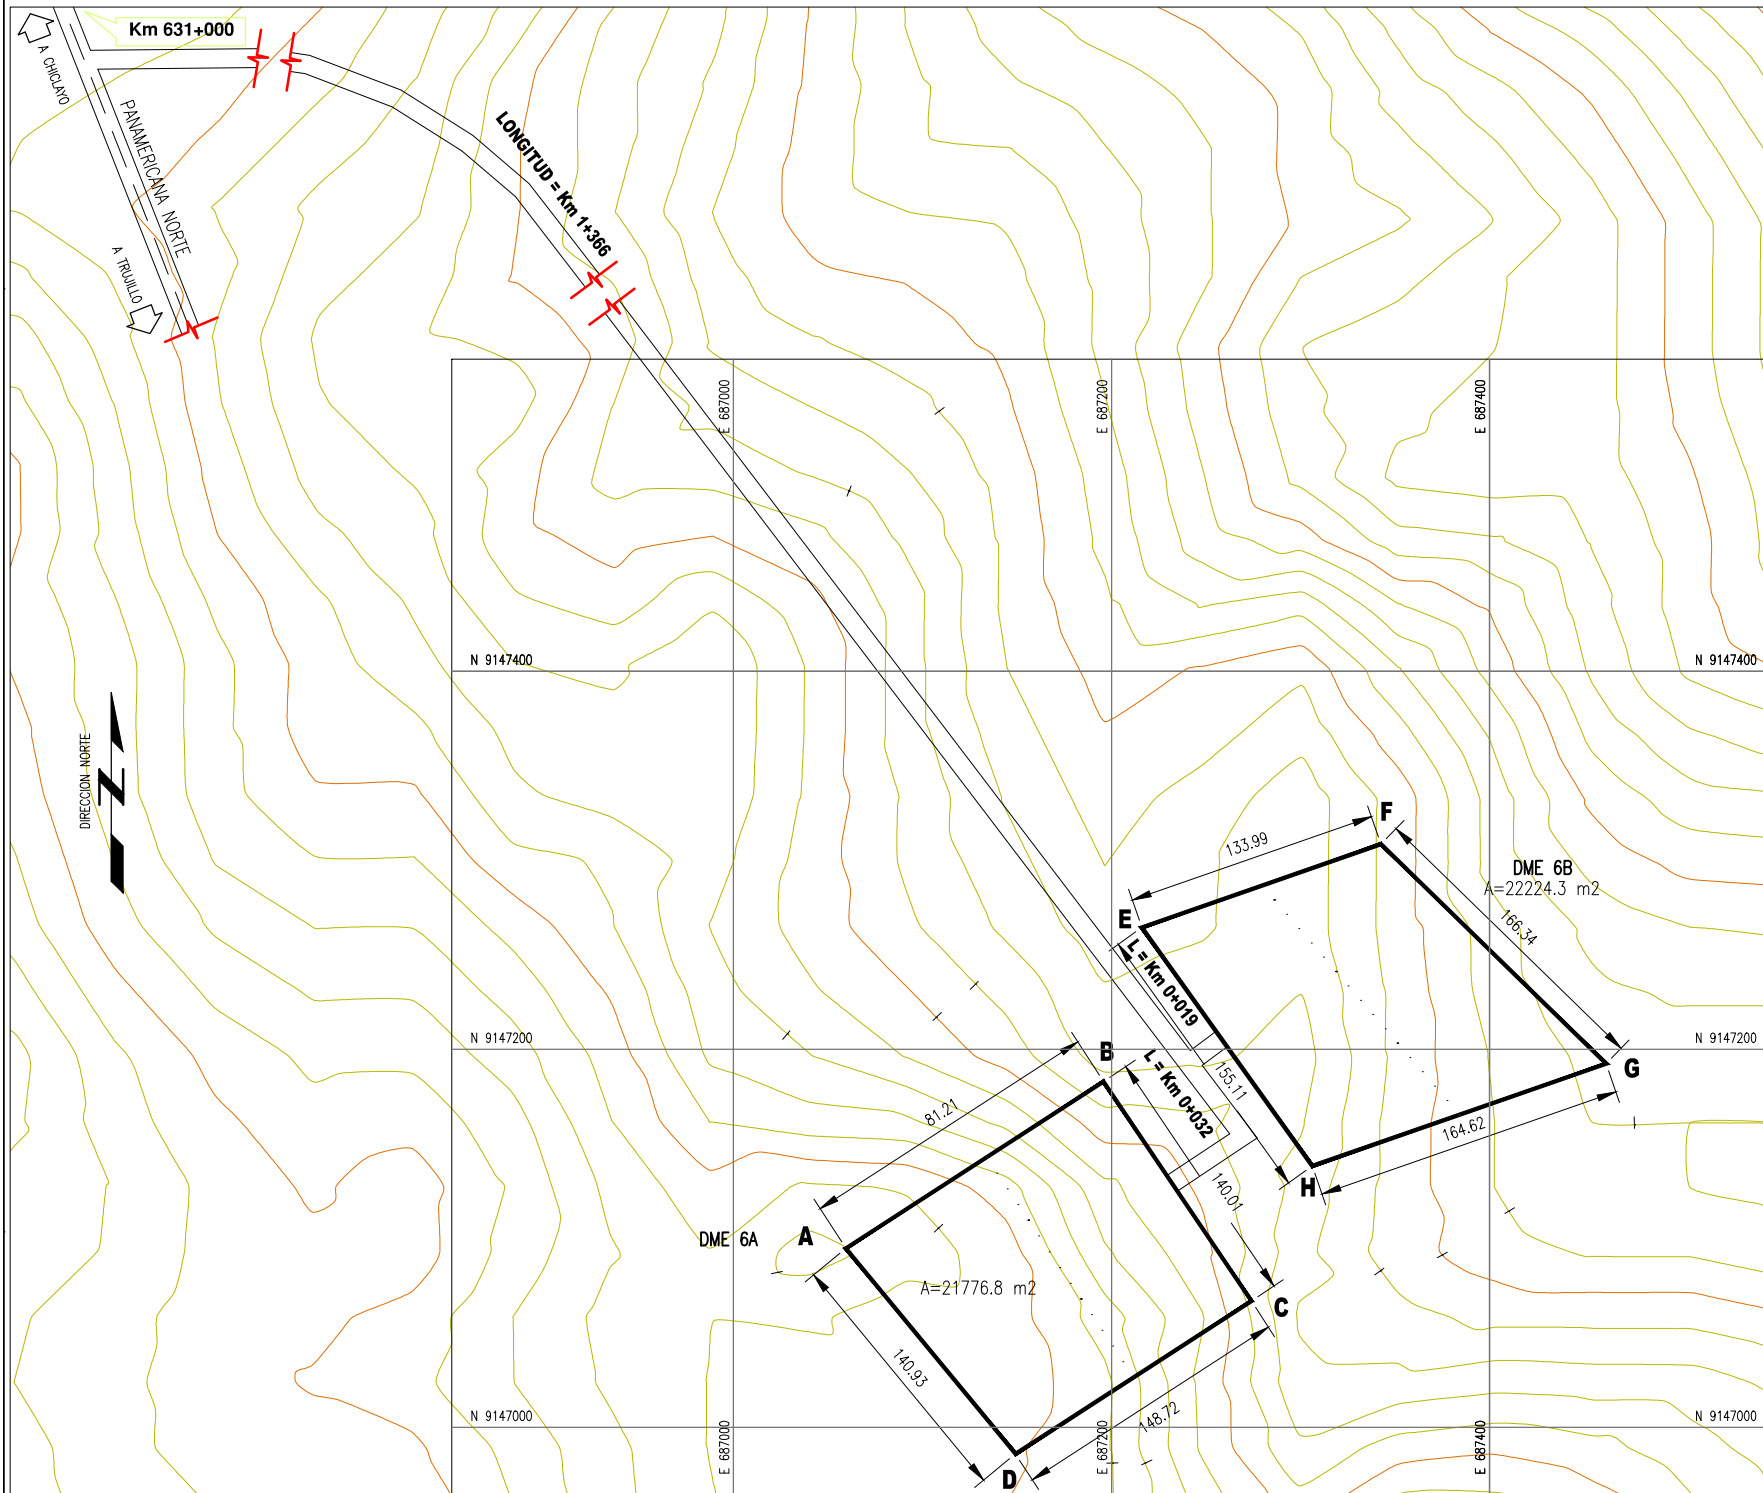 Km 631+000
A CHICLAYO
PANAMERICANA NORTE
A TRUJILLO
LONGITUD = Km 1+366
E 687000
E 687200
E 687400
N 9147400
N 9147400
DIRECCION NORTE
N
F
133.99
DME 6B
A=22224.3 m2
166.34
E
L = Km 0+019
N 9147200
N 9147200
B
L = Km 0+032
155.11
G
81.21
164.62
H
140.01
DME 6A
A
A=21776.8 m2
C
140.93
148.72
N 9147000
N 9147000
E 687000
E 687200
E 687400
D